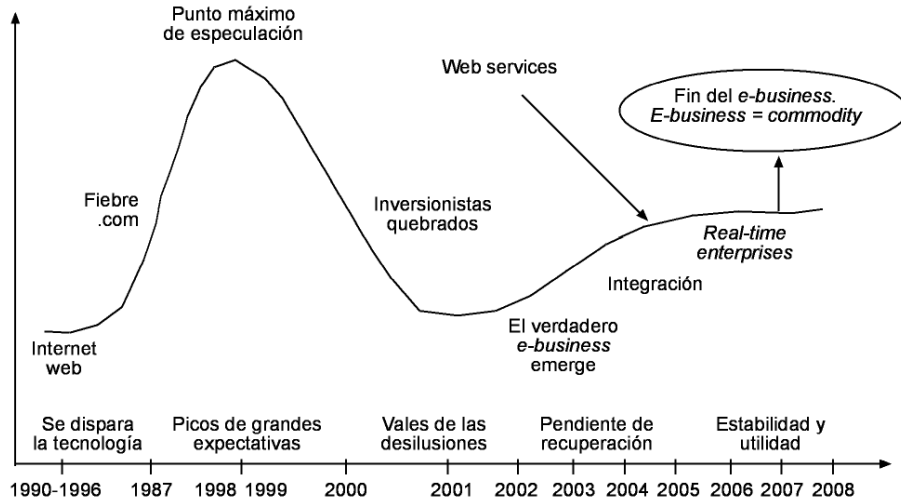 Punto máximo
de especulación
Web services
Fin del e-business.
E-business = commodity
Fiebre
.com
Inversionistas
quebrados
Real-time
enterprises
Integración
Internet
web
El verdadero
e-business
emerge
Se dispara
la tecnología
Picos de grandes
expectativas
Vales de las
desilusiones
Pendiente de
recuperación
Estabilidad y
utilidad
1990-1996 1987 1998 1999 2000 2001 2002 2003 2004 2005 2006 2007 2008